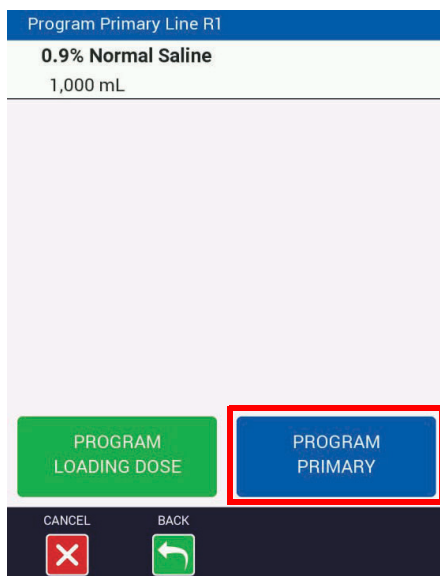 Program Primary Line R1
0.9% Normal Saline
1,000 mL
PROGRAM
LOADING DOSE
PROGRAM
PRIMARY
CANCEL
BACK